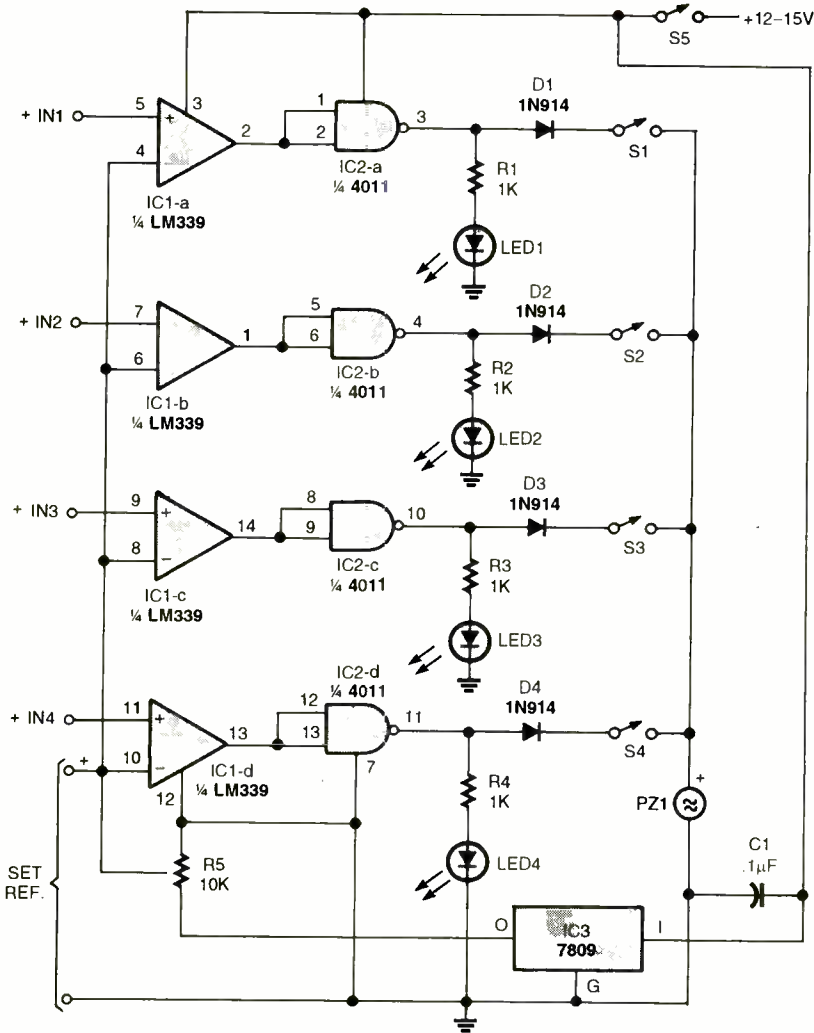 +12–15V
S5
+ IN1
5
3
+
2
4
−
IC1-a
¼ LM339
1
2
3
IC2-a
¼ 4011
D1
1N914
S1
R1
1K
LED1
+ IN2
7
1
6
IC1-b
¼ LM339
5
6
4
IC2-b
¼ 4011
D2
1N914
S2
R2
1K
LED2
+ IN3
9
+
14
8
−
IC1-c
¼ LM339
8
9
10
IC2-c
¼ 4011
D3
1N914
S3
R3
1K
LED3
+ IN4
11
+
13
10
−
12
IC1-d
¼ LM339
IC2-d
¼ 4011
12
13
11
7
D4
1N914
S4
R4
1K
LED4
+
PZ1
C1
.1µF
+
SET
REF.
R5
10K
O
IC3
7809
I
G